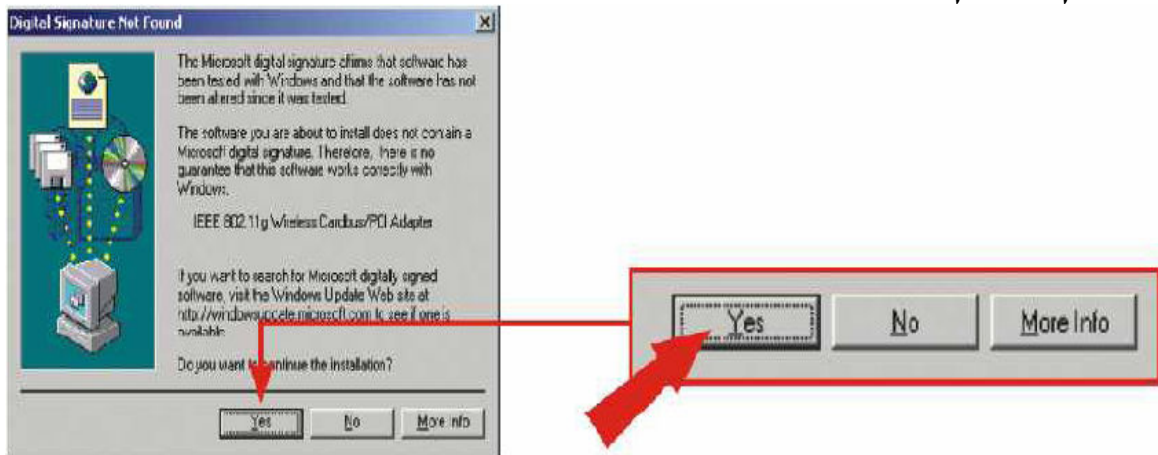 Digital Signature Not Found
The Microsoft digital signature affirms that software has
been tested with Windows and that the software has not
been altered since it was tested.
The software you are about to install does not contain a
Microsoft digital signature. Therefore, there is no
guarantee that this software works correctly with
Windows.
IEEE 802.11g Wireless Cardbus/PCI Adapter
If you want to search for Microsoft digitally signed
software, visit the Windows Update Web site at
http://windowsupdate.microsoft.com to see if one is
available.
Do you want to continue the installation?
Yes No More Info
Yes No More Info